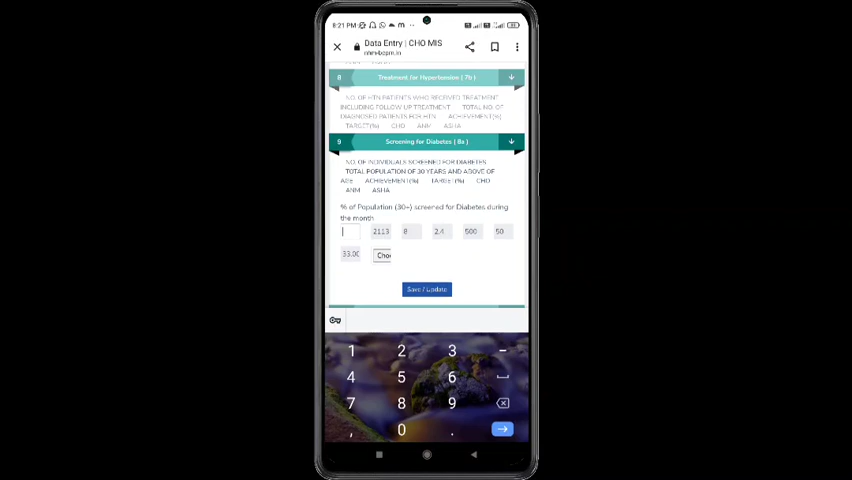 8:21 PM
Data Entry | CHO MIS
8 Treatment for Hypertensive ( 7b )
NO. OF HTN PATIENTS WHO RECEIVED TREATMENT
INCLUDING FOLLOW UP TREATMENT TOTAL NO. OF
DIAGNOSED PATIENTS FOR HTN ACHIEVEMENT(%)
TARGET(%) CHO ANM ASHA
9 Screening for Diabetes ( 8a )
NO. OF INDIVIDUALS SCREENED FOR DIABETES
TOTAL POPULATION OF 30 YEARS AND ABOVE OF
AGE ACHIEVEMENT(%) TARGET(%) CHO
ANM ASHA
% of Population (30+) screened for Diabetes during
the month
2113 8 2.4 500 50
33.00 Choo
Save / Update
1 2 3 –
4 5 6
7 8 9
, 0 .